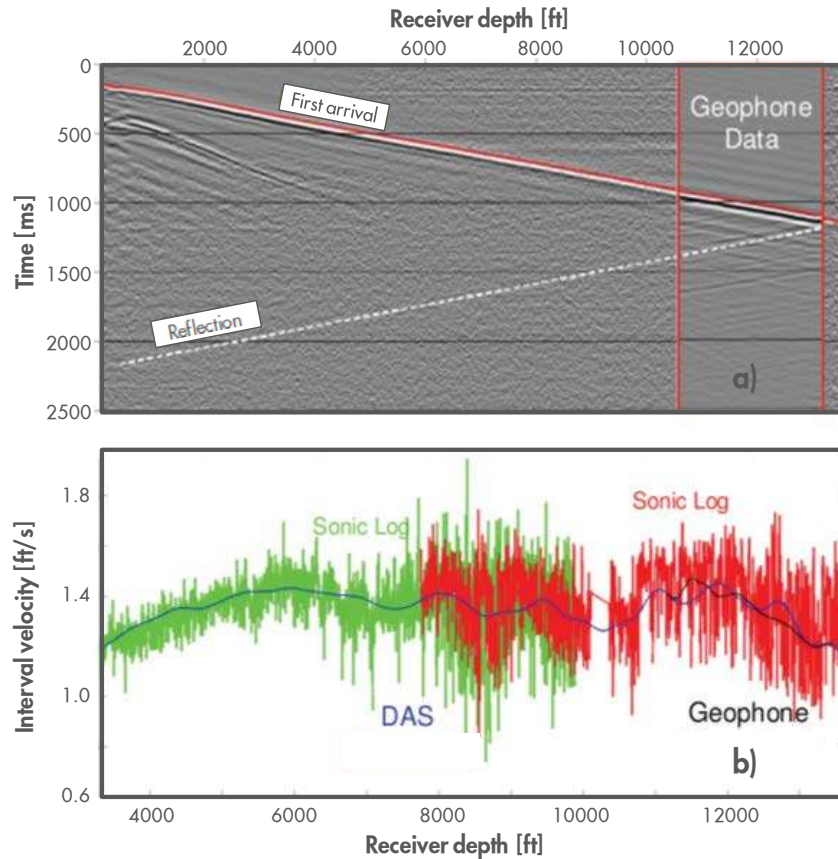 Receiver depth [ft]
2000 4000 6000 8000 10000 12000
0
500
1000
1500
2000
2500
Time [ms]
First arrival
Geophone
Data
Reflection
a)
1.8
1.4
1.0
0.6
Interval velocity [ft/s]
Sonic Log
Sonic Log
DAS
Geophone
b)
4000 6000 8000 10000 12000
Receiver depth [ft]